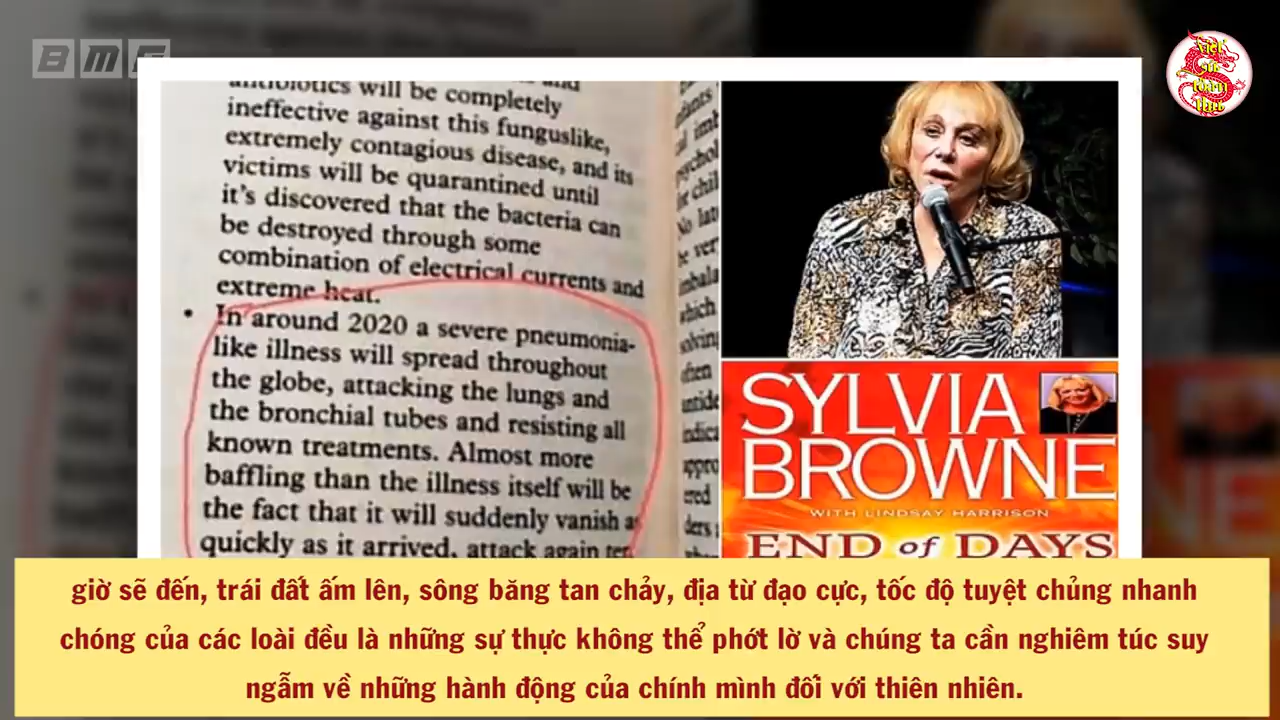 BMG
antibiotics will be completely
ineffective against this funguslike,
extremely contagious disease, and its
victims will be quarantined until
it's discovered that the bacteria can
be destroyed through some
combination of electrical currents and
extreme heat.
• In around 2020 a severe pneumonia-
like illness will spread throughout
the globe, attacking the lungs and
the bronchial tubes and resisting all
known treatments. Almost more
baffling than the illness itself will be
the fact that it will suddenly vanish as
quickly as it arrived, attack again ten
SYLVIA
BROWNE
WITH LINDSAY HARRISON
END of DAYS
giờ sẽ đến, trái đất ấm lên, sông băng tan chảy, địa từ đạo cực, tốc độ tuyệt chủng nhanh
chóng của các loài đều là những sự thực không thể phớt lờ và chúng ta cần nghiêm túc suy
ngẫm về những hành động của chính mình đối với thiên nhiên.